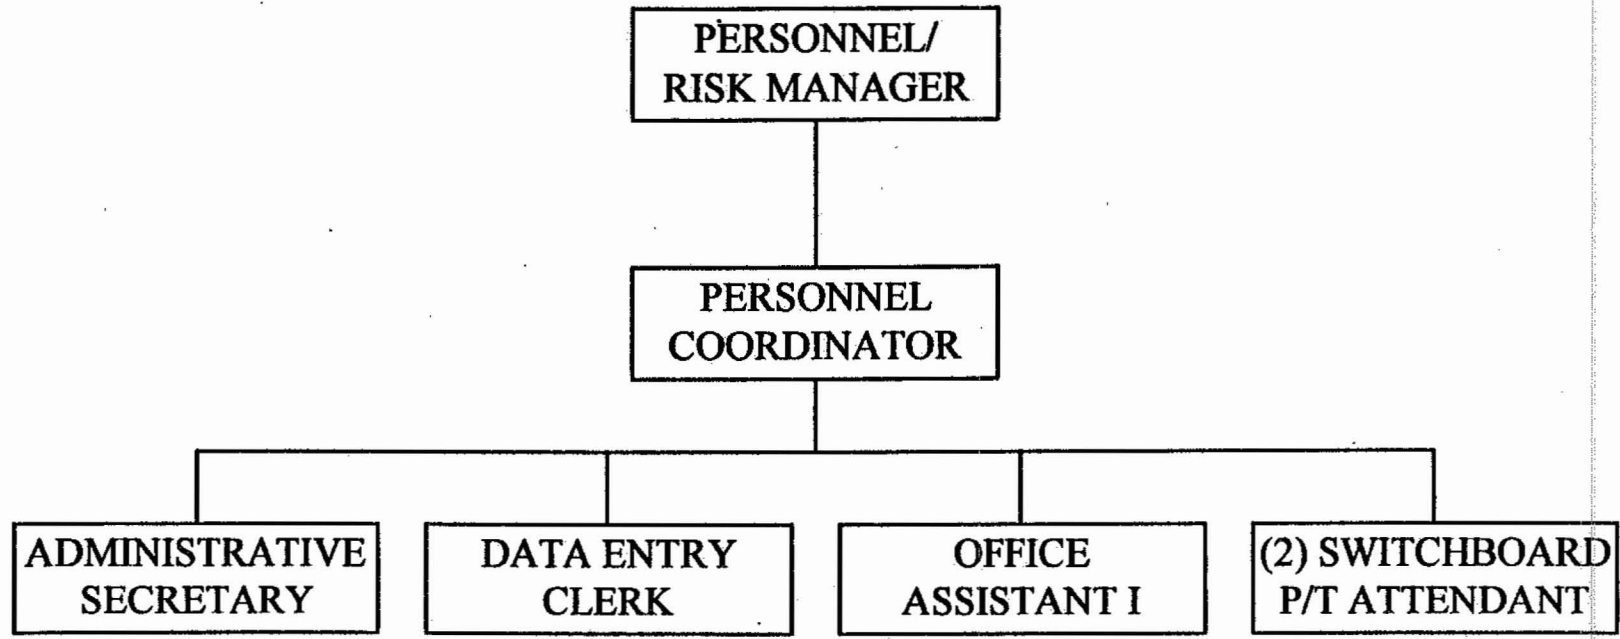 PERSONNEL/
RISK MANAGER
PERSONNEL
COORDINATOR
ADMINISTRATIVE
SECRETARY
DATA ENTRY
CLERK
OFFICE
ASSISTANT I
(2) SWITCHBOARD
P/T ATTENDANT